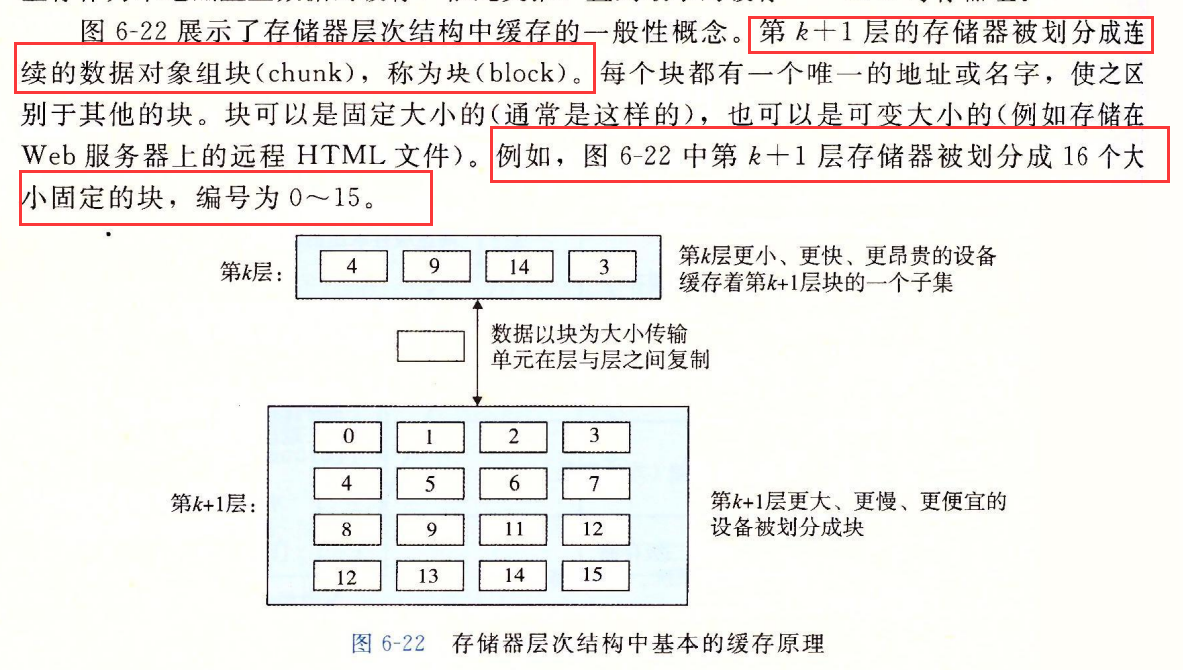 图 6-22 展示了存储器层次结构中缓存的一般性概念。第 k+1 层的存储器被划分成连
续的数据对象组块(chunk)，称为块(block)。每个块都有一个唯一的地址或名字，使之区
别于其他的块。块可以是固定大小的(通常是这样的)，也可以是可变大小的(例如存储在
Web 服务器上的远程 HTML 文件)。例如，图 6-22 中第 k+1 层存储器被划分成 16 个大
小固定的块，编号为 0～15。
第k层：
4 9 14 3
第k层更小、更快、更昂贵的设备
缓存着第k+1层块的一个子集
数据以块为大小传输
单元在层与层之间复制
0 1 2 3
4 5 6 7
第k+1层：
8 9 11 12
12 13 14 15
第k+1层更大、更慢、更便宜的
设备被划分成块
图 6-22 存储器层次结构中基本的缓存原理